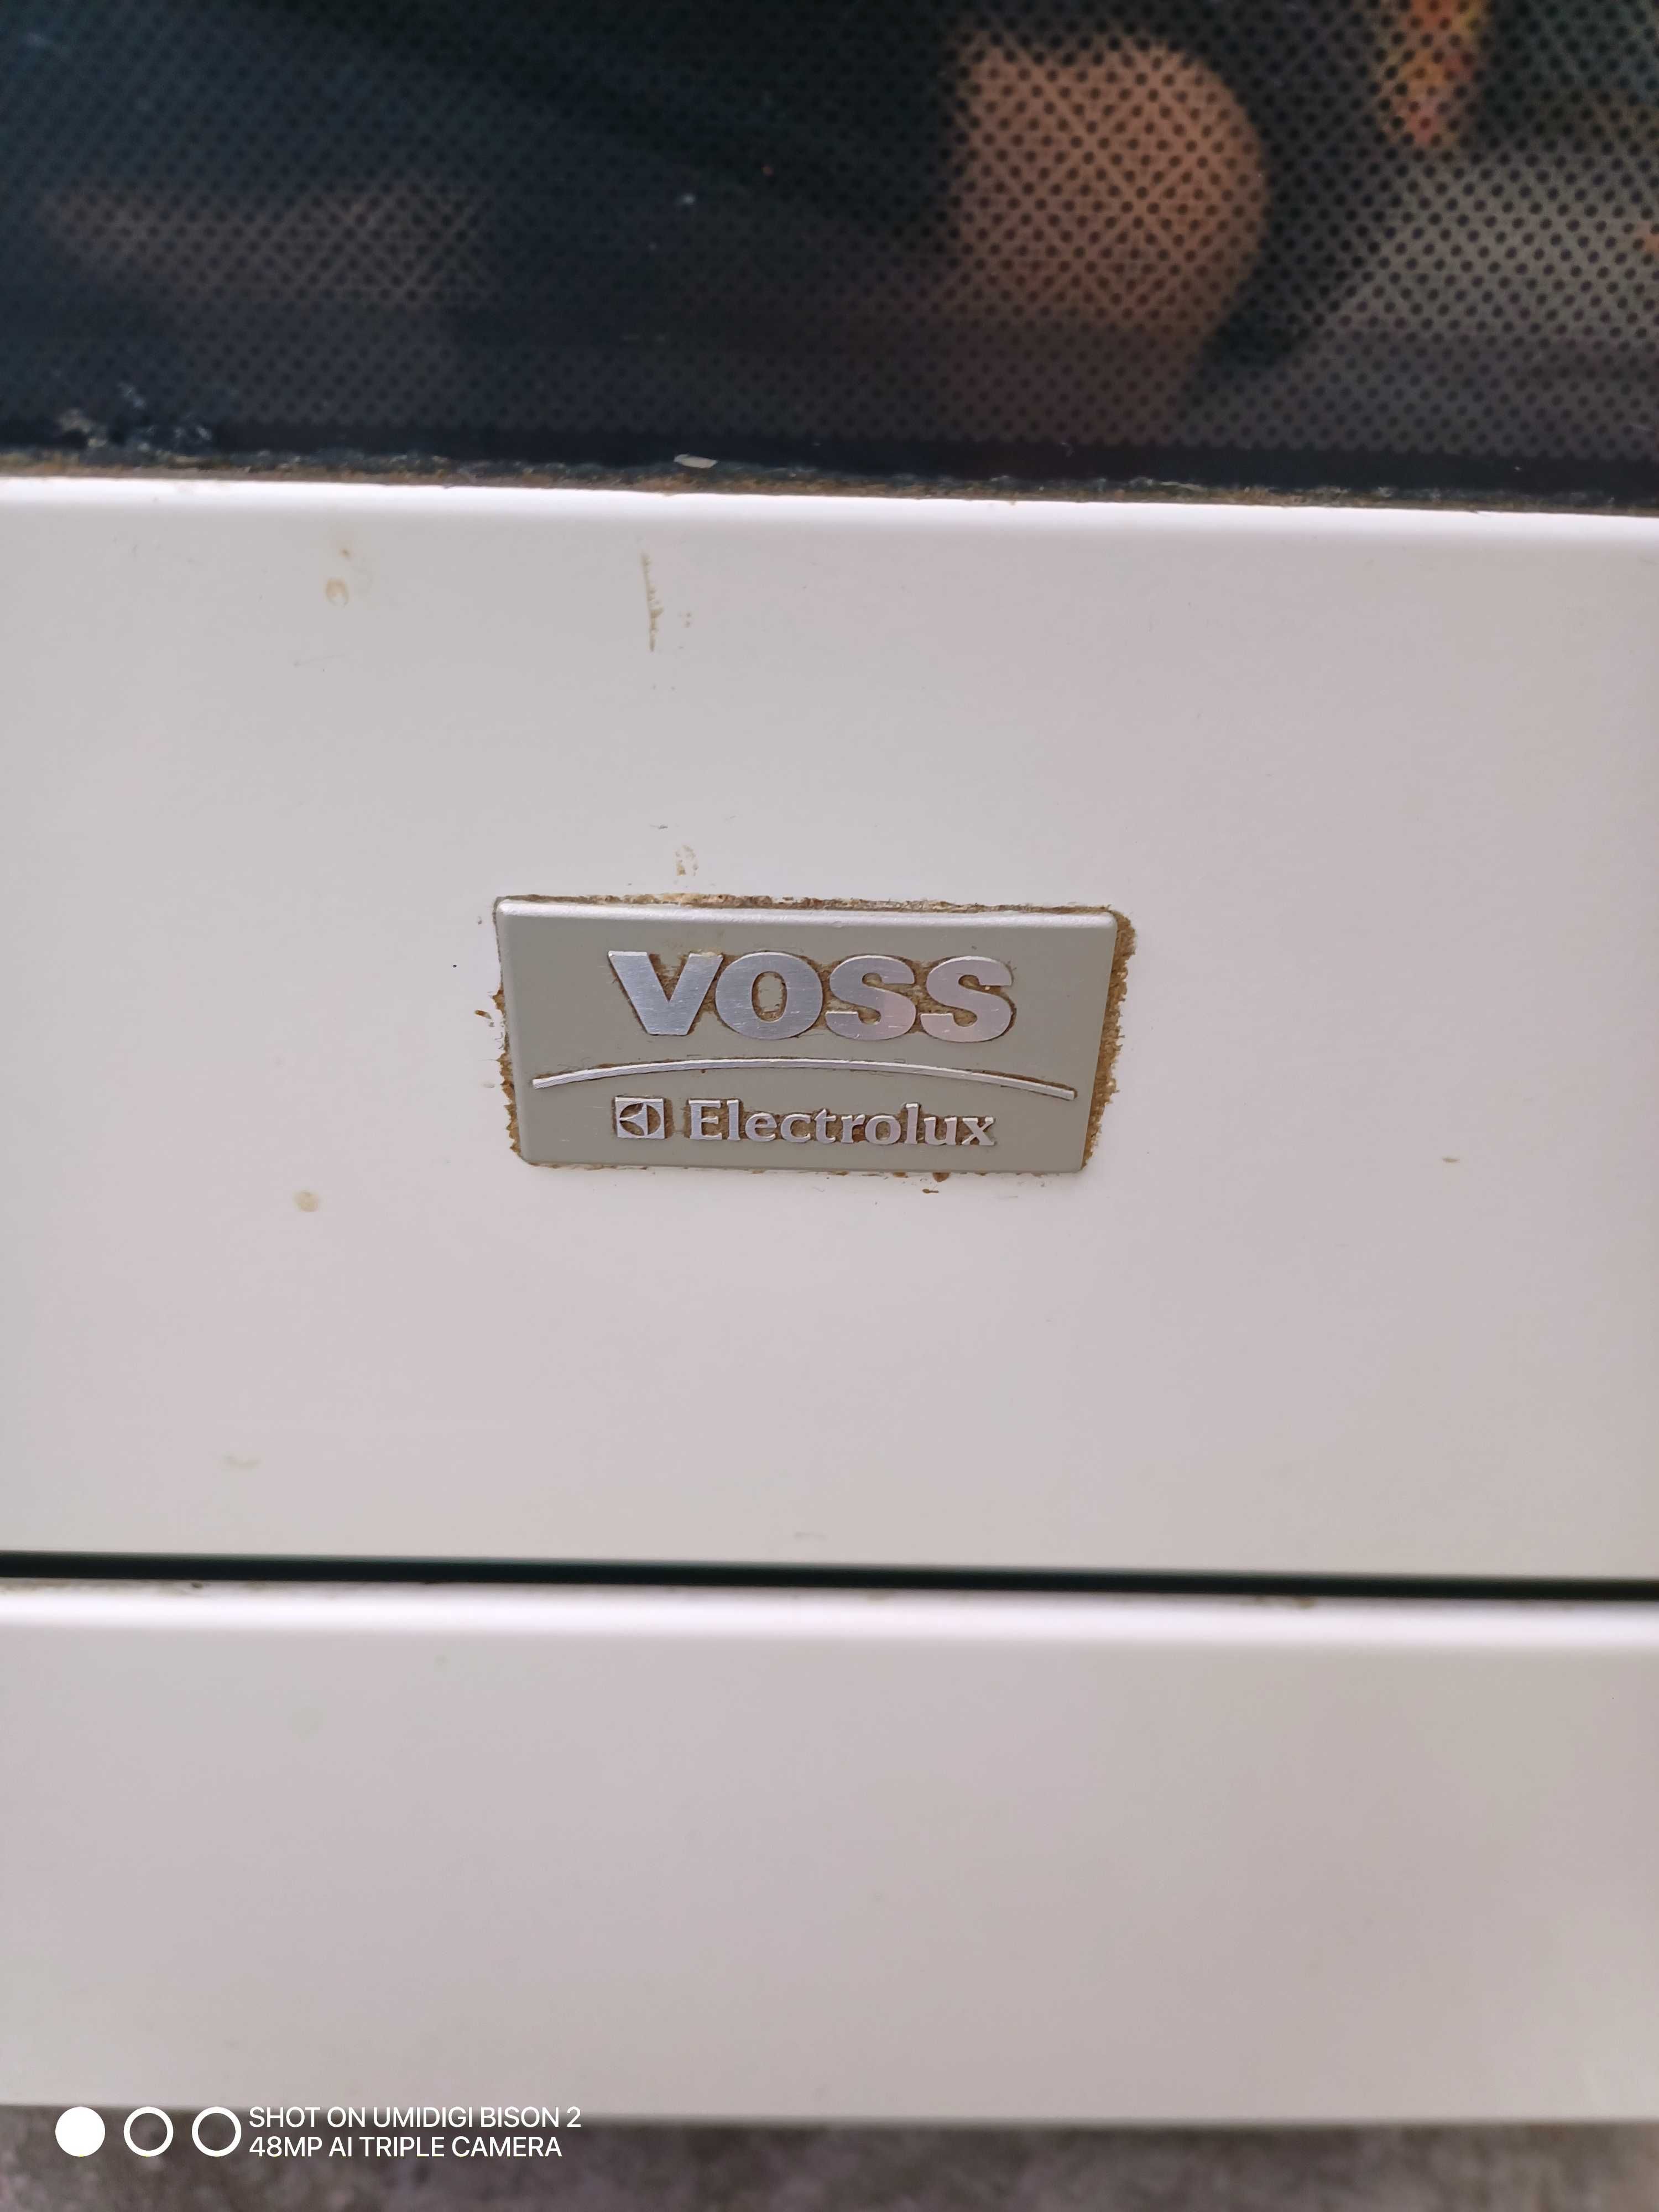 VOSS
Electrolux
SHOT ON UMIDIGI BISON 2
48MP AI TRIPLE CAMERA